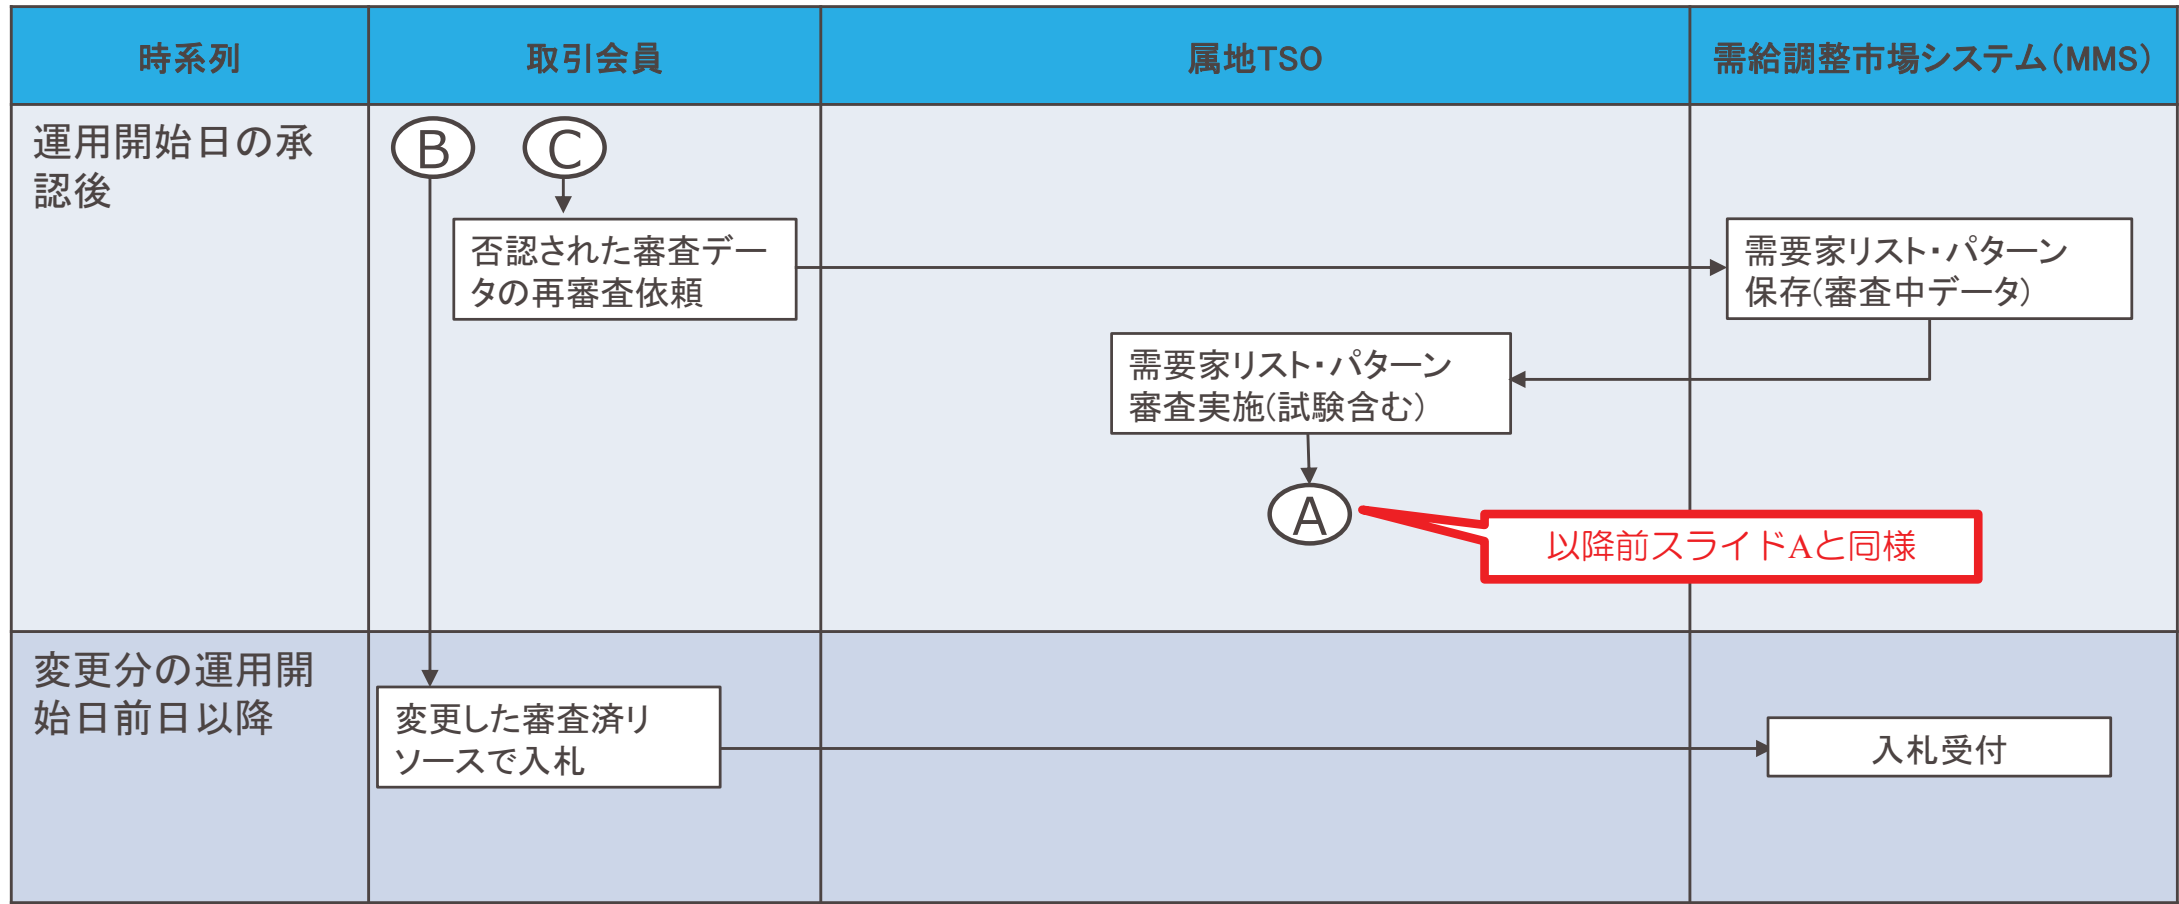 時系列
取引会員
属地TSO
需給調整市場システム(MMS)
運用開始日の承
認後
B
C
否認された審査デー
タの再審査依頼
需要家リスト・パターン
保存(審査中データ)
需要家リスト・パターン
審査実施(試験含む)
A
以降前スライドAと同様
変更分の運用開
始日前日以降
変更した審査済リ
ソースで入札
入札受付